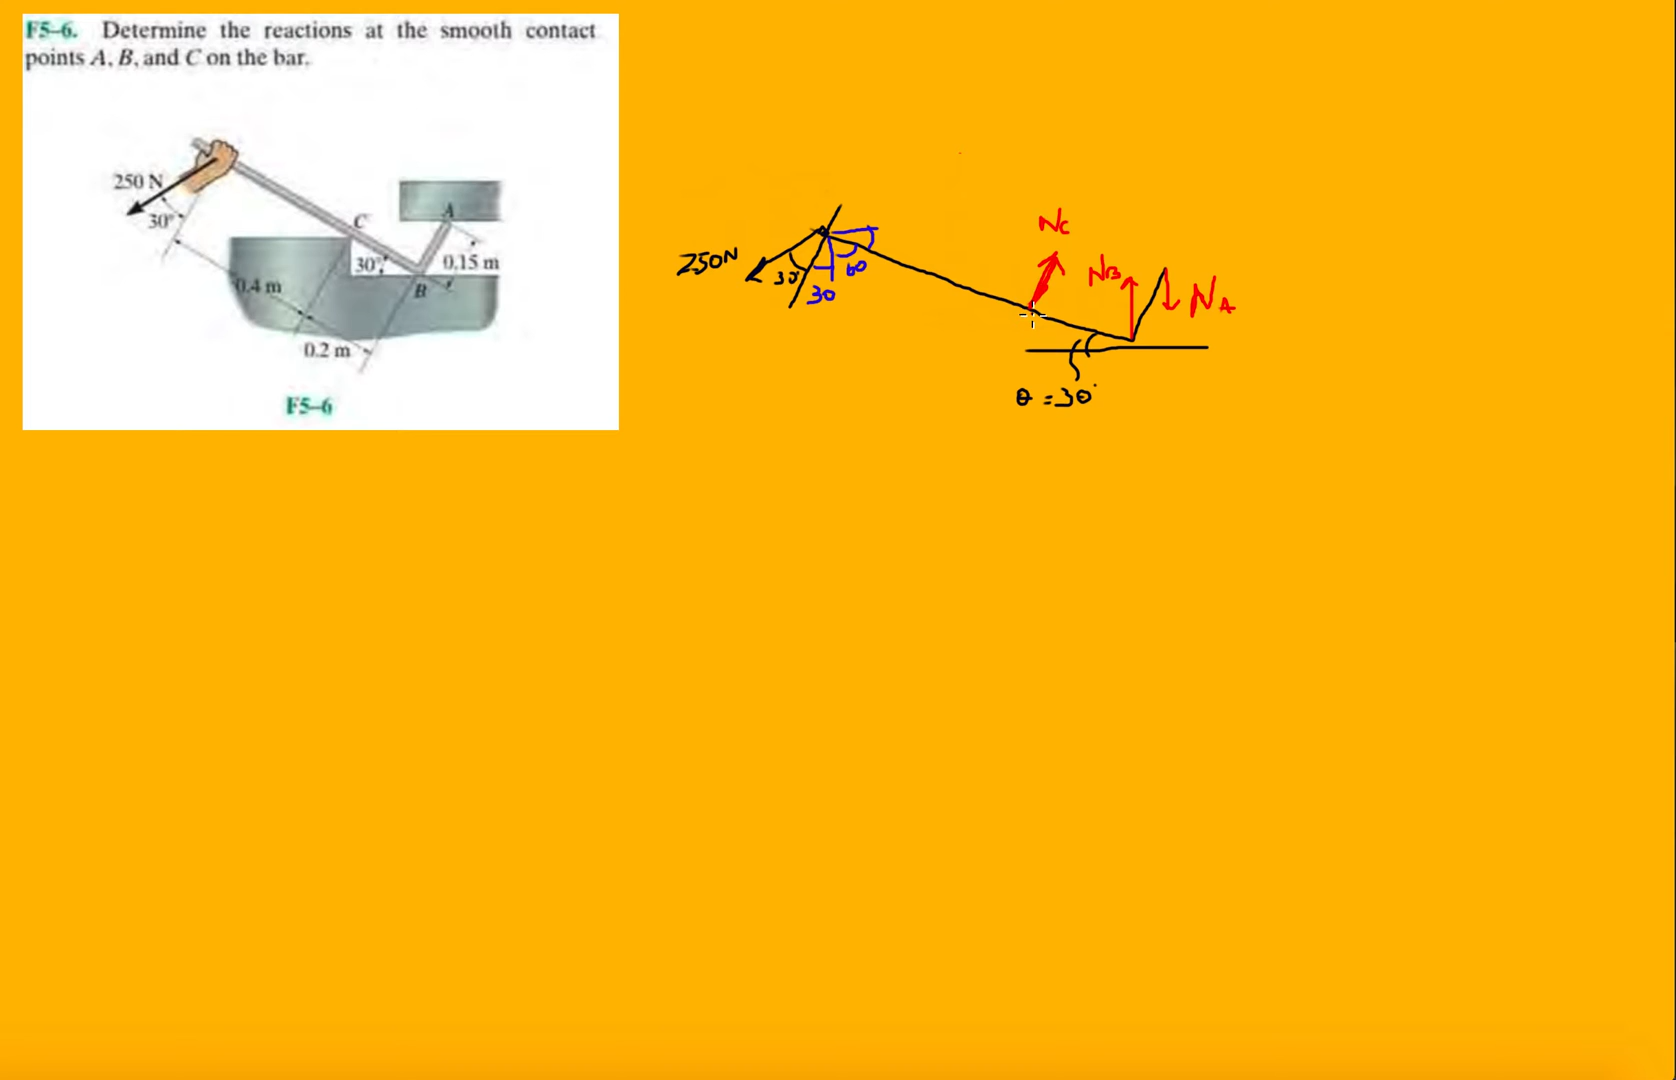 F5–6. Determine the reactions at the smooth contact
points A, B, and C on the bar.
250 N
30°
C
A
30°
0.15 m
B
0.4 m
0.2 m
F5–6
250N
30
30
60
Nc
NB
NA
θ = 30°